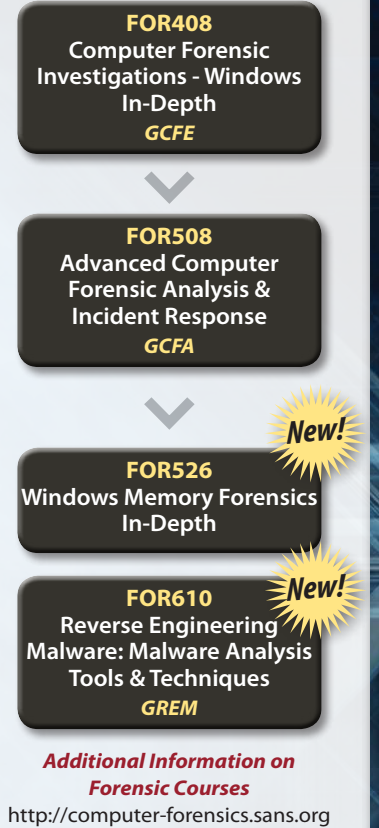 FOR408
Computer Forensic
Investigations - Windows
In-Depth
GCFE
FOR508
Advanced Computer
Forensic Analysis &
Incident Response
GCFA
New!
FOR526
Windows Memory Forensics
In-Depth
New!
FOR610
Reverse Engineering
Malware: Malware Analysis
Tools & Techniques
GREM
Additional Information on
Forensic Courses
http://computer-forensics.sans.org